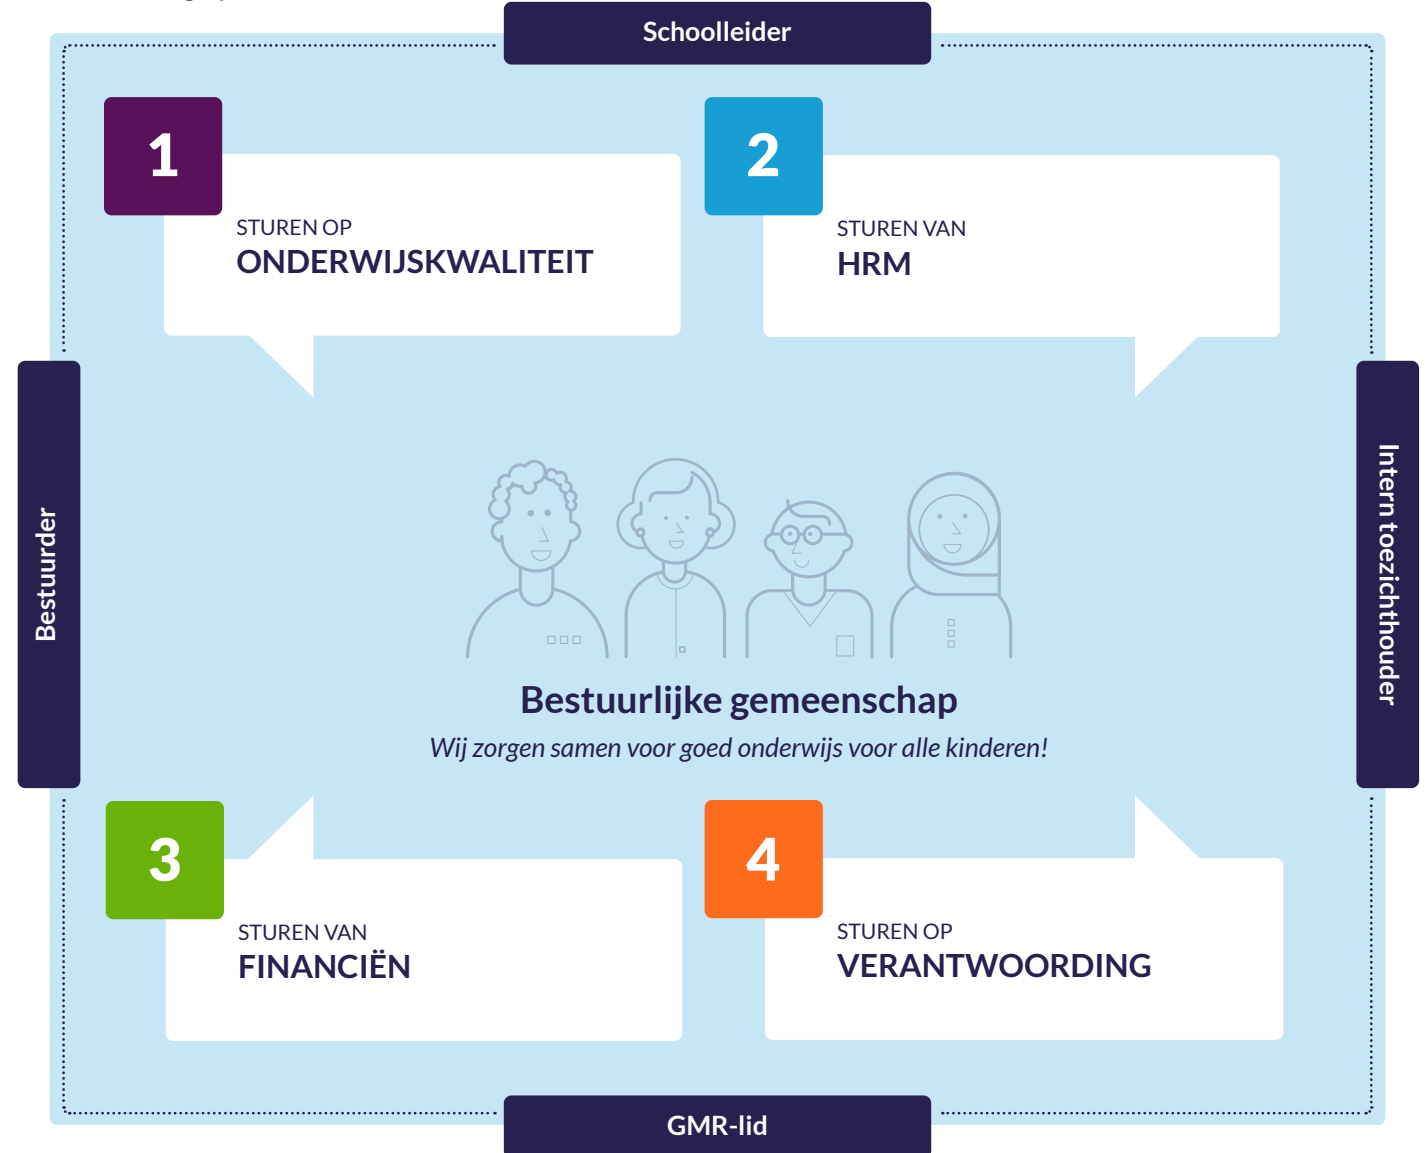 Schoolleider
1
STUREN OP
ONDERWIJSKWALITEIT
2
STUREN VAN
HRM
Bestuurder
Intern toezichthouder
Bestuurlijke gemeenschap
Wij zorgen samen voor goed onderwijs voor alle kinderen!
3
STUREN VAN
FINANCIËN
4
STUREN OP
VERANTWOORDING
GMR-lid